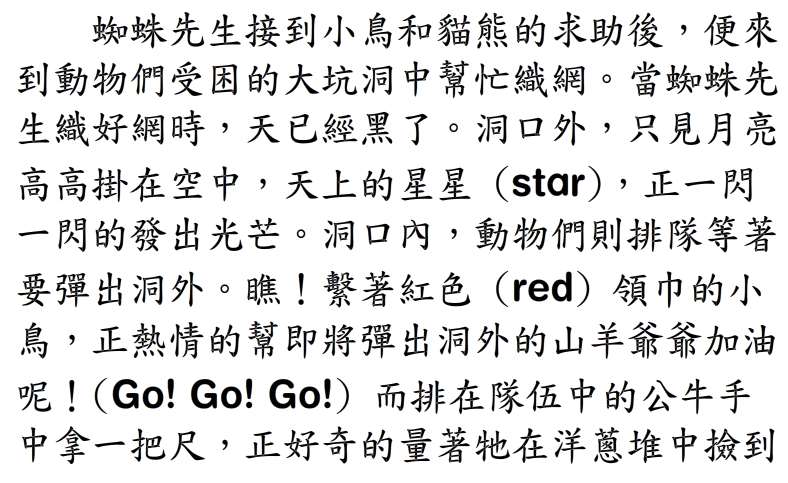 蜘蛛先生接到小鳥和貓熊的求助後，便來
到動物們受困的大坑洞中幫忙織網。當蜘蛛先
生織好網時，天已經黑了。洞口外，只見月亮
高高掛在空中，天上的星星（star），正一閃
一閃的發出光芒。洞口內，動物們則排隊等著
要彈出洞外。瞧！繫著紅色（red）領巾的小
鳥，正熱情的幫即將彈出洞外的山羊爺爺加油
呢！（Go! Go! Go!）而排在隊伍中的公牛手
中拿一把尺，正好奇的量著牠在洋蔥堆中撿到